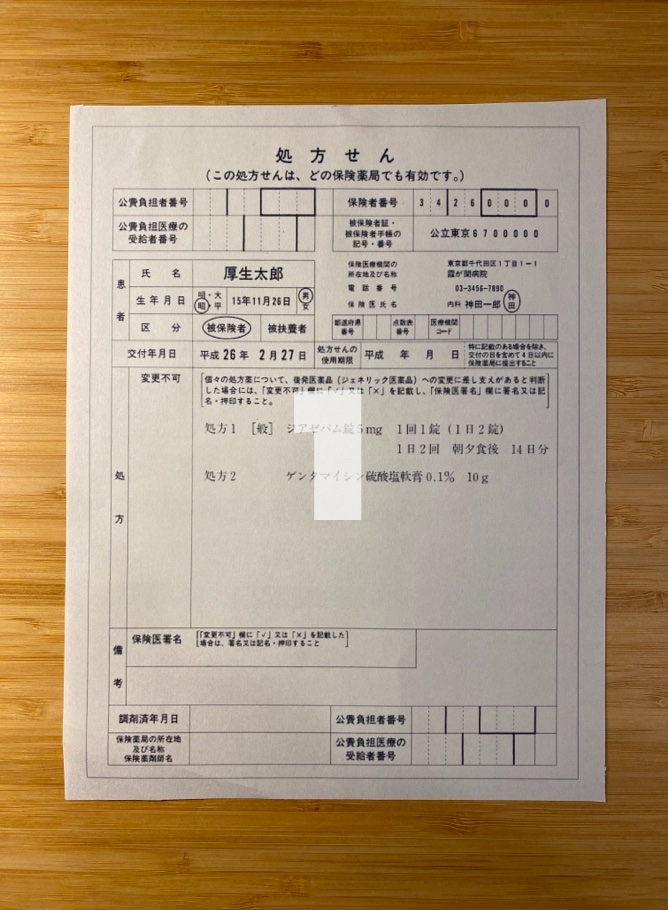 処方せん
(この処方せんは、どの保険薬局でも有効です。)
公費負担者番号
保険者番号 3 4 2 6 0 0 0 0
公費負担医療の受給者番号
被保険者証・被保険者手帳の記号・番号 公立東京6700000
患者
氏名 厚生太郎
生年月日 明・大 昭・平 15年11月26日 男 女
区分 被保険者 被扶養者
保険医療機関の所在地及び名称 東京都千代田区1丁目1-1
霞が関病院
電話番号 03-3456-7890
保険医氏名 内科 神田一郎 神田
都道府県番号 点数表番号 医療機関コード
交付年月日 平成26年2月27日
処方せんの使用期限 平成 年 月 日
特に記載のある場合を除き、
交付の日を含めて4日以内に
保険薬局に提出すること
処方
変更不可
個々の処方薬について、後発医薬品(ジェネリック医薬品)への変更に差し支えがあると判断
した場合には、「変更不可」欄に「✓」又は「×」を記載し、「保険医署名」欄に署名又は記
名・押印すること。
処方1 [般] ジアゼパム錠5mg 1回1錠(1日2錠)
1日2回 朝夕食後 14日分
処方2 ゲンタマイシン硫酸塩軟膏0.1% 10g
備考
保険医署名
「変更不可」欄に「✓」又は「×」を記載した
場合は、署名又は記名・押印すること
調剤済年月日
公費負担者番号
保険薬局の所在地
及び名称
保険薬剤師名
公費負担医療の
受給者番号